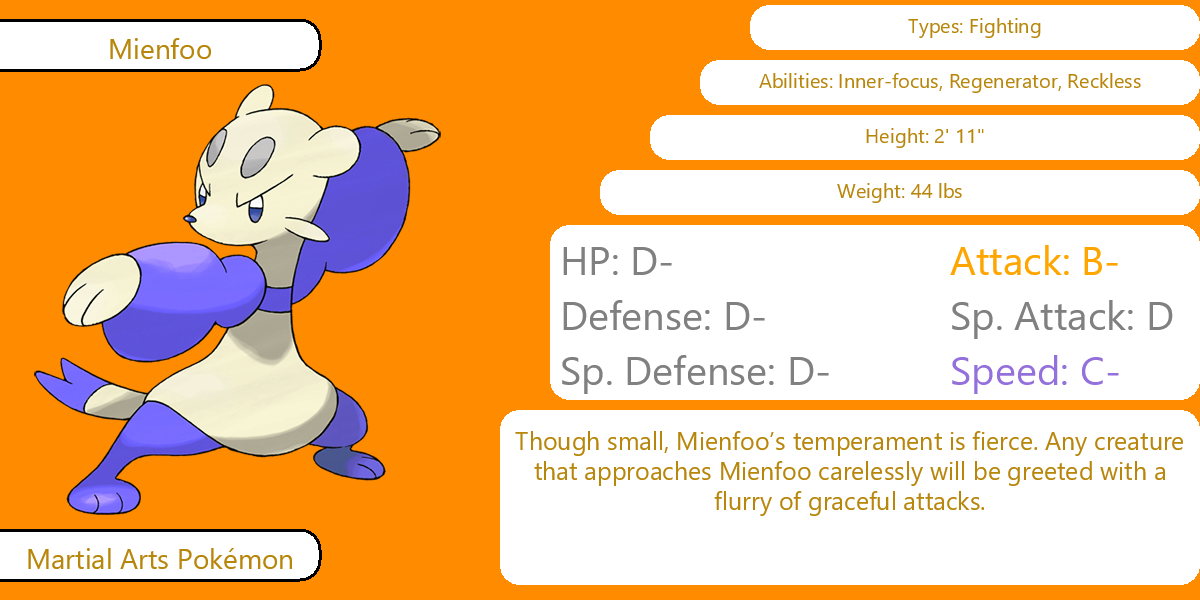 Mienfoo
Types: Fighting
Abilities: Inner-focus, Regenerator, Reckless
Height: 2' 11"
Weight: 44 lbs
HP: D-
Attack: B-
Defense: D-
Sp. Attack: D
Sp. Defense: D-
Speed: C-
Though small, Mienfoo’s temperament is fierce. Any creature
that approaches Mienfoo carelessly will be greeted with a
flurry of graceful attacks.
Martial Arts Pokémon